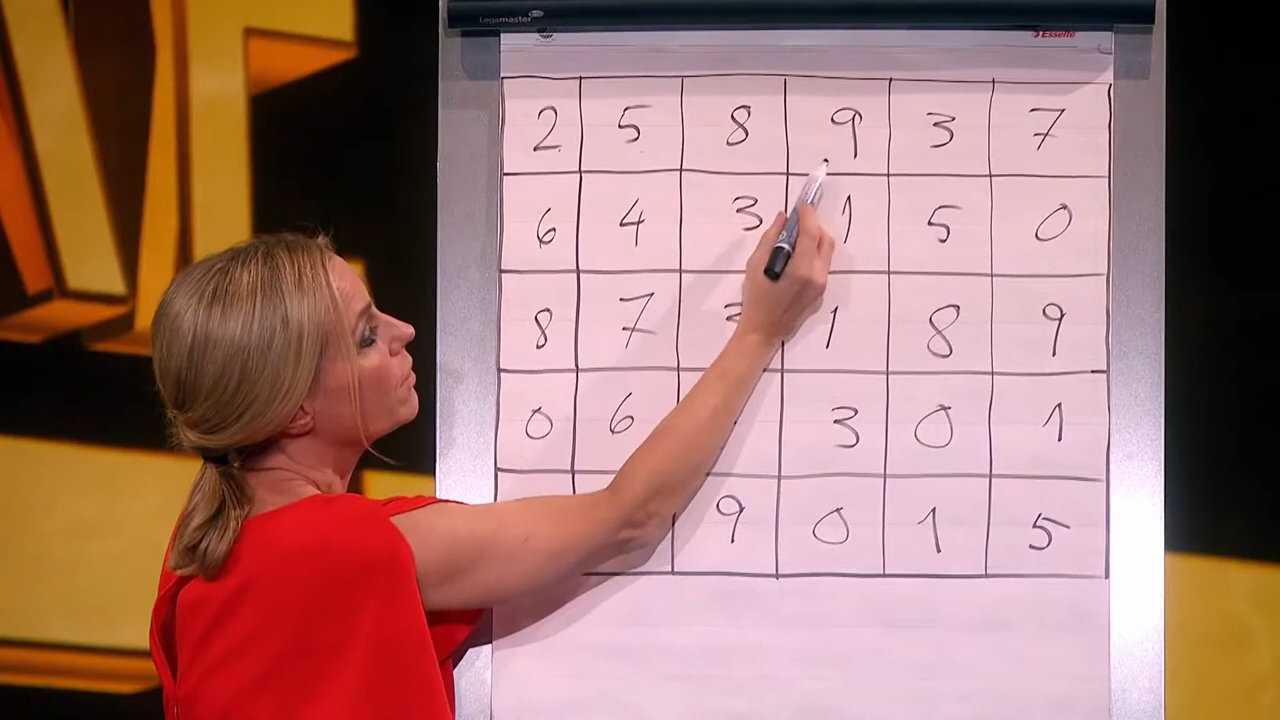 Legamaster
Esselte
2 5 8 9 3 7
6 4 3 1 5 0
8 7 1 8 9
0 6 3 0 1
9 0 1 5